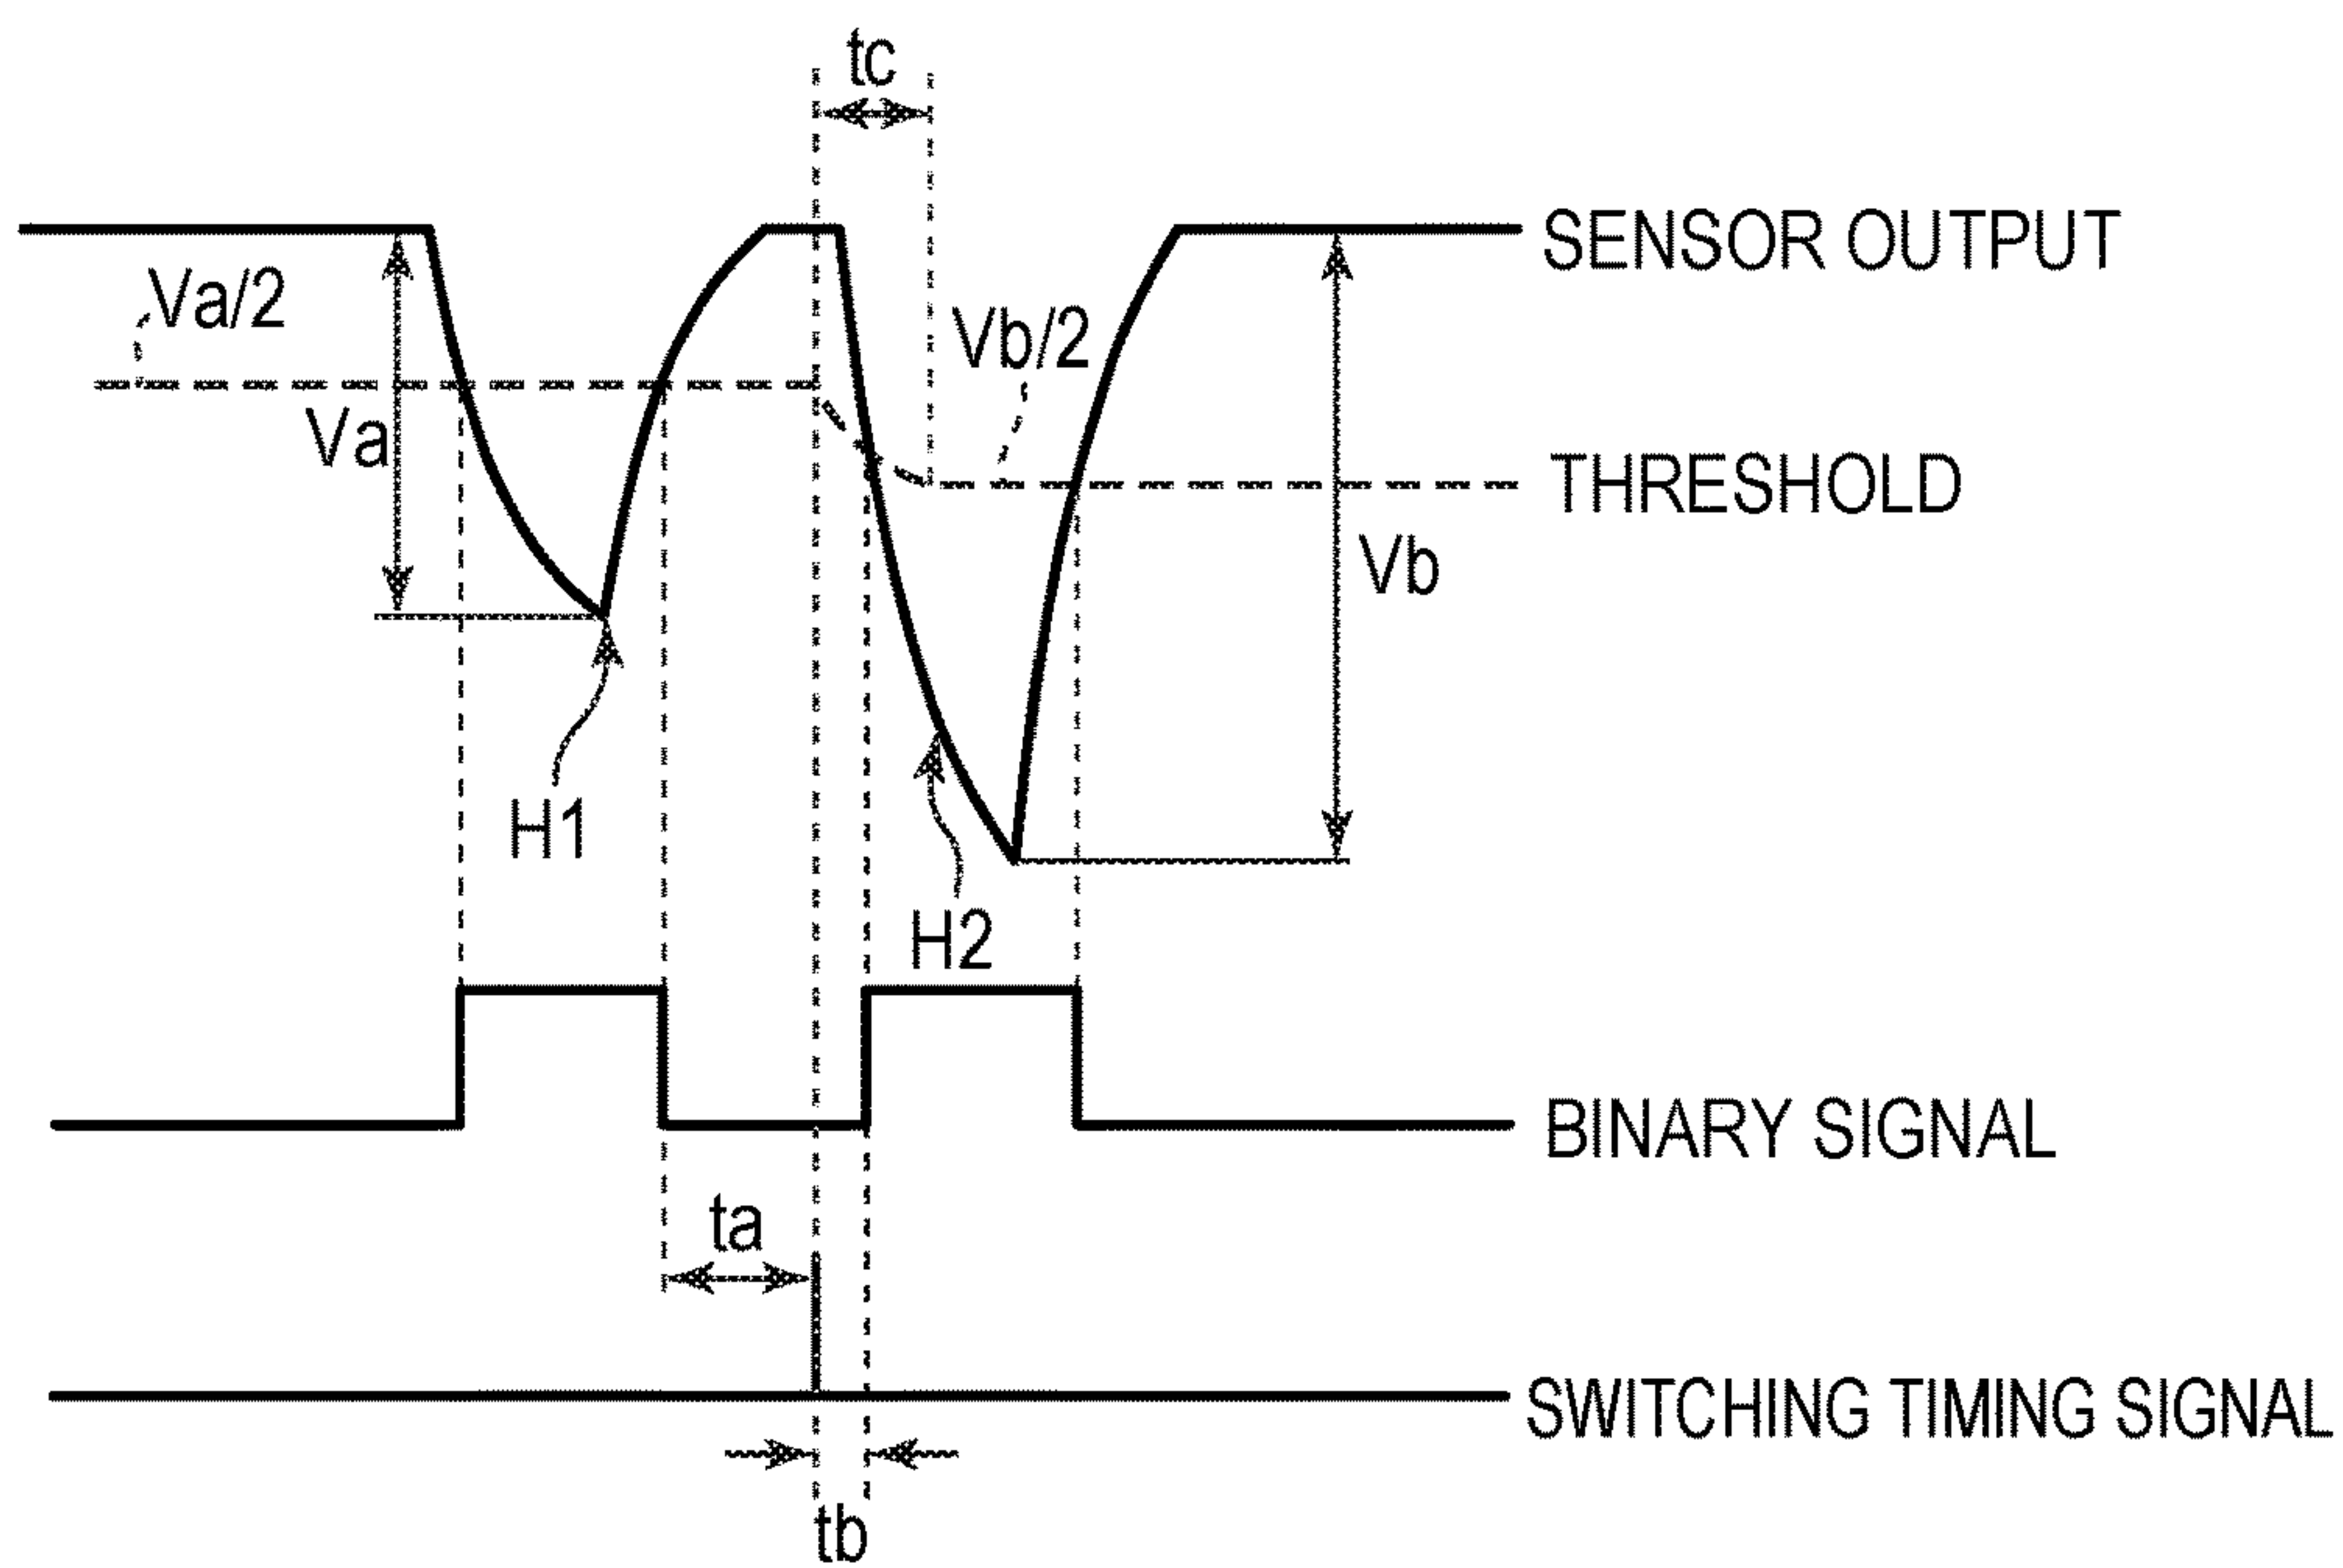 tc
SENSOR OUTPUT
Va/2
Vb/2
Va
THRESHOLD
Vb
H1
H2
BINARY SIGNAL
ta
SWITCHING TIMING SIGNAL
tb